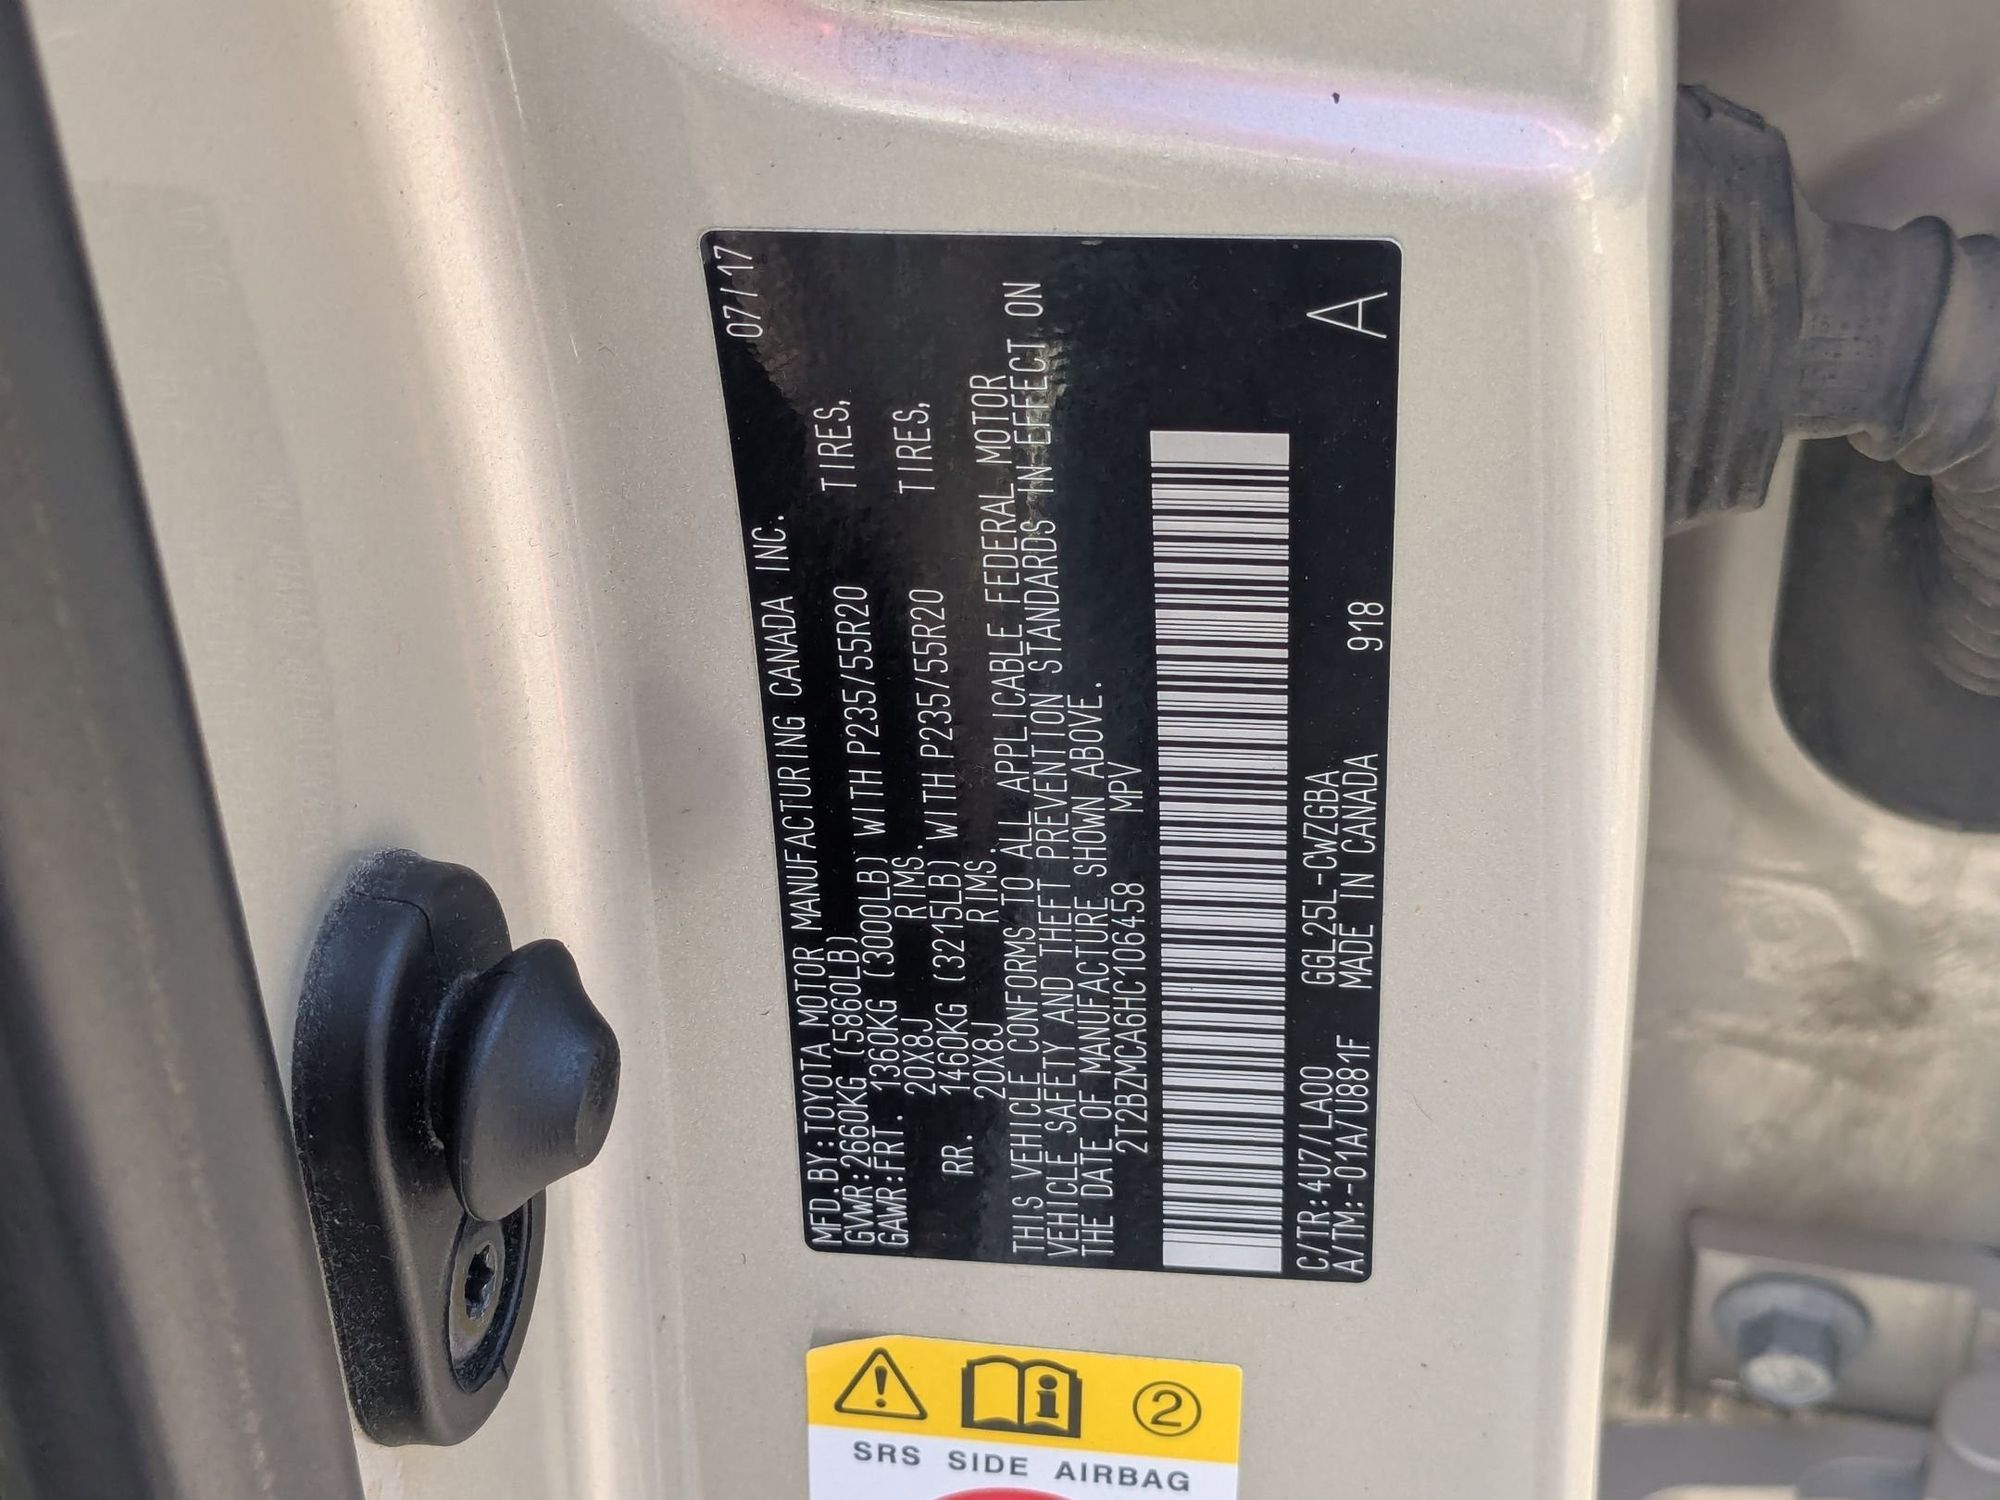 07/17
MFD.BY:TOYOTA MOTOR MANUFACTURING CANADA INC.
GVWR:2660KG (5860LB)
GAWR:FRT. 1360KG (3000LB) WITH P235/55R20 TIRES,
20X8J RIMS.
RR. 1460KG (3215LB) WITH P235/55R20 TIRES,
20X8J RIMS.
THIS VEHICLE CONFORMS TO ALL APPLICABLE FEDERAL MOTOR
VEHICLE SAFETY AND THEFT PREVENTION STANDARDS IN EFFECT ON
THE DATE OF MANUFACTURE SHOWN ABOVE.
2T2BZMCA6HC106458 MPV
C/TR:4U7/LA00 GGL25L-CWZGBA
A/TM:-01A/U881F MADE IN CANADA 918 A
2
SRS SIDE AIRBAG